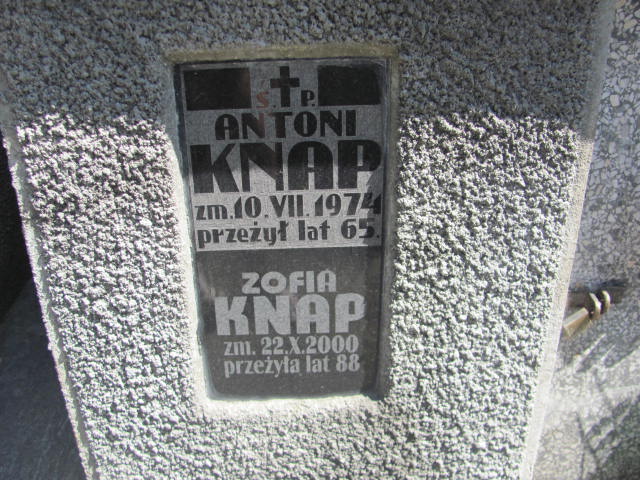 Ś. P.
ANTONI
KNAP
zm. 10. VII. 1974
przeżył lat 65.
ZOFIA
KNAP
zm. 22.X.2000
przeżyła lat 88